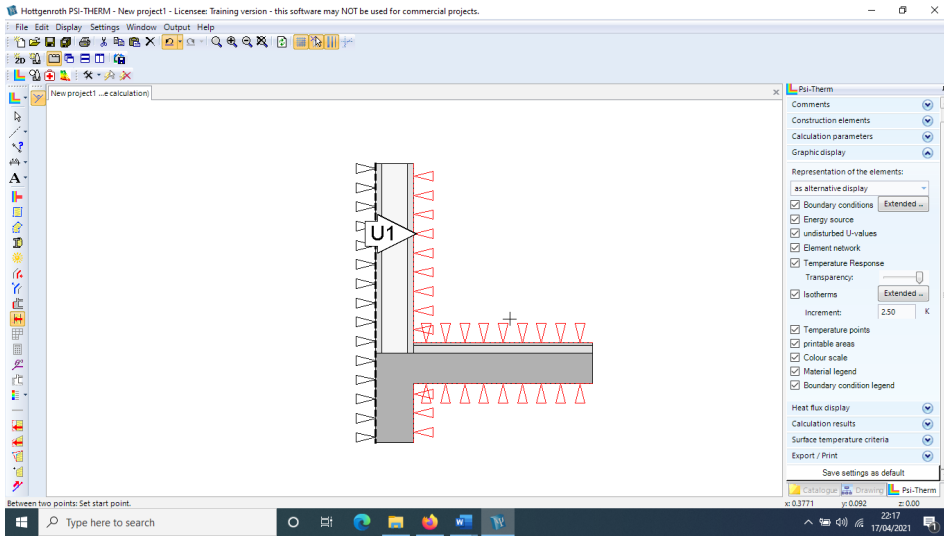 Hottgenroth PSI-THERM - New project1 - Licensee: Training version - this software may NOT be used for commercial projects.
File Edit Display Settings Window Output Help
2D
New project1 ...e calculation)
Psi-Therm
Comments
Construction elements
Calculation parameters
Graphic display
Representation of the elements:
as alternative display
Boundary conditions Extended ...
Energy source
undisturbed U-values
Element network
Temperature Response
Transparency:
Isotherms Extended ...
Increment: 2.50 K
Temperature points
printable areas
Colour scale
Material legend
Boundary condition legend
Heat flux display
Calculation results
Surface temperature criteria
Export / Print
Save settings as default
Catalogue Drawing Psi-Therm
A
U1
Between two points: Set start point.
x: 0.3771 y: 0.092 z: 0.00
Type here to search
22:17
17/04/2021